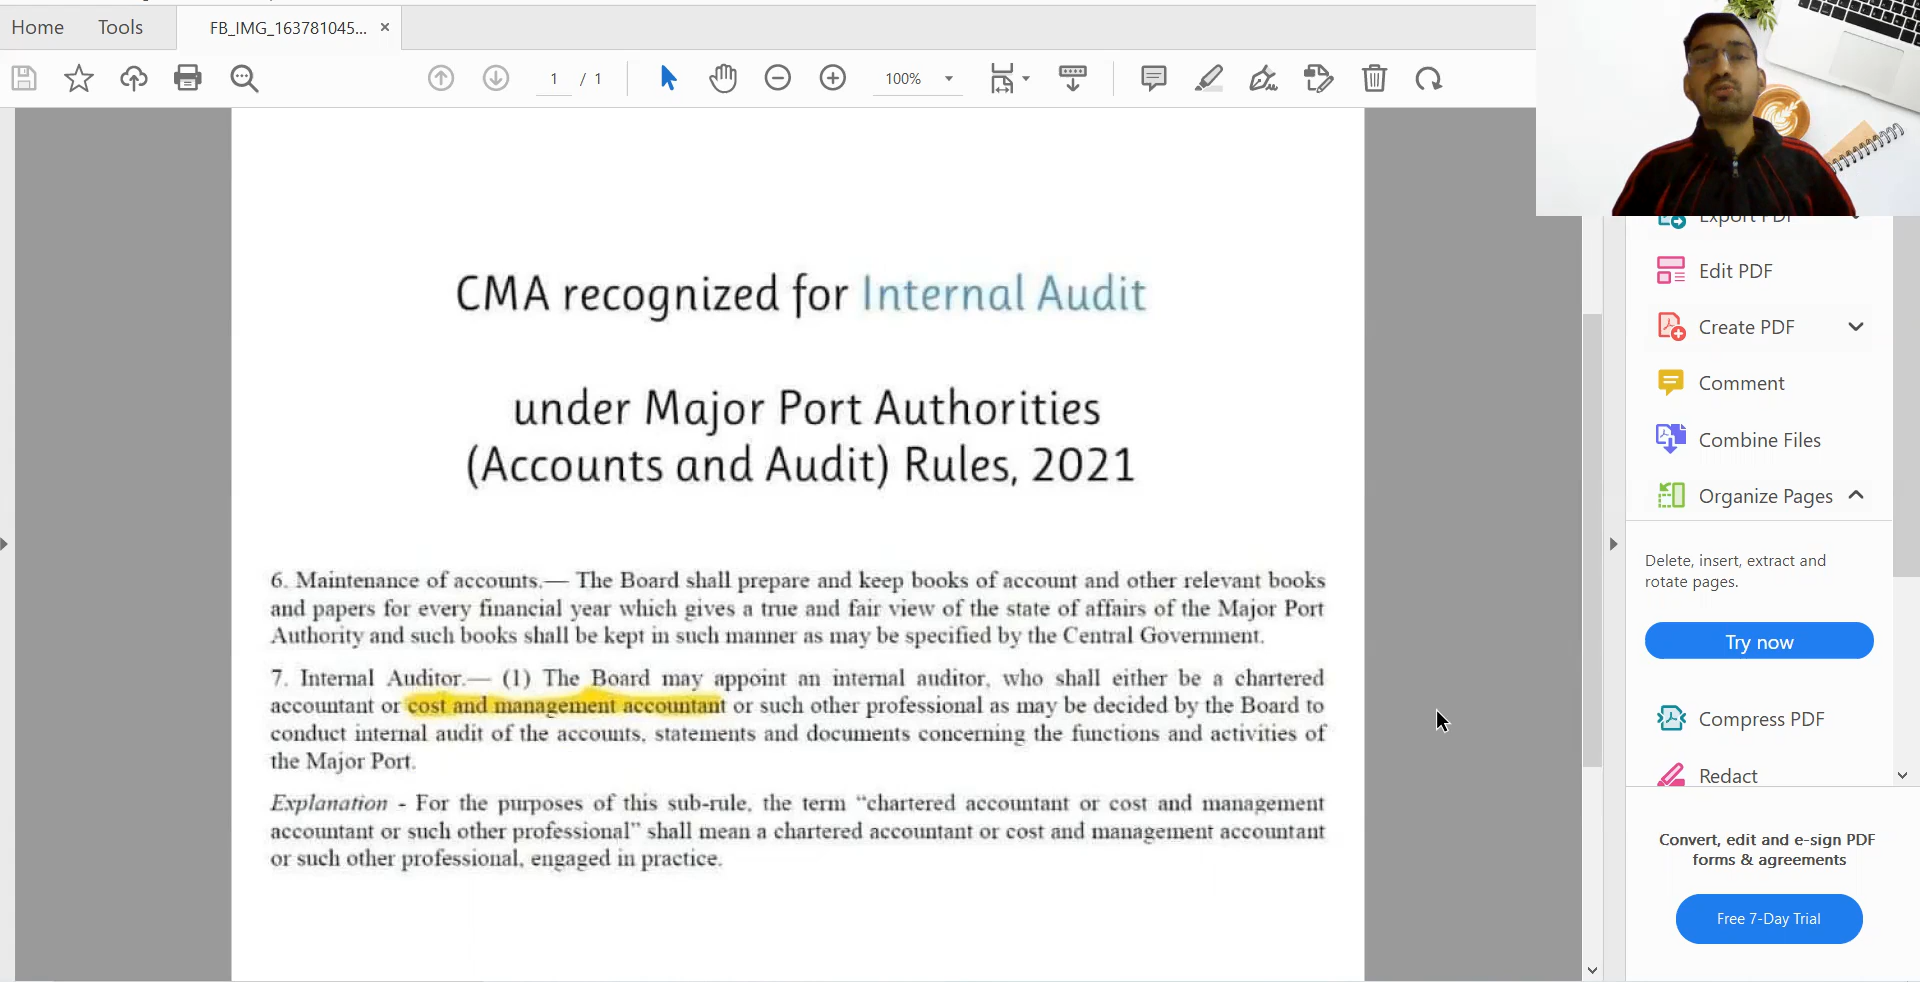 Home Tools FB_IMG_163781045...
1 / 1 100%
CMA recognized for Internal Audit
under Major Port Authorities
(Accounts and Audit) Rules, 2021
6. Maintenance of accounts.— The Board shall prepare and keep books of account and other relevant books
and papers for every financial year which gives a true and fair view of the state of affairs of the Major Port
Authority and such books shall be kept in such manner as may be specified by the Central Government.
7. Internal Auditor.— (1) The Board may appoint an internal auditor, who shall either be a chartered
accountant or cost and management accountant or such other professional as may be decided by the Board to
conduct internal audit of the accounts, statements and documents concerning the functions and activities of
the Major Port.
Explanation - For the purposes of this sub-rule, the term “chartered accountant or cost and management
accountant or such other professional” shall mean a chartered accountant or cost and management accountant
or such other professional, engaged in practice.
Export PDF
Edit PDF
Create PDF
Comment
Combine Files
Organize Pages
Delete, insert, extract and
rotate pages.
Try now
Compress PDF
Redact
Convert, edit and e-sign PDF
forms & agreements
Free 7-Day Trial